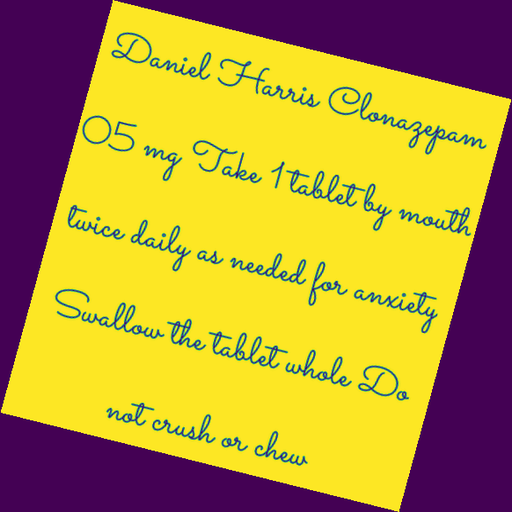 Daniel Harris Clonazepam
05 mg Take 1 tablet by mouth
twice daily as needed for anxiety
Swallow the tablet whole Do
not crush or chew